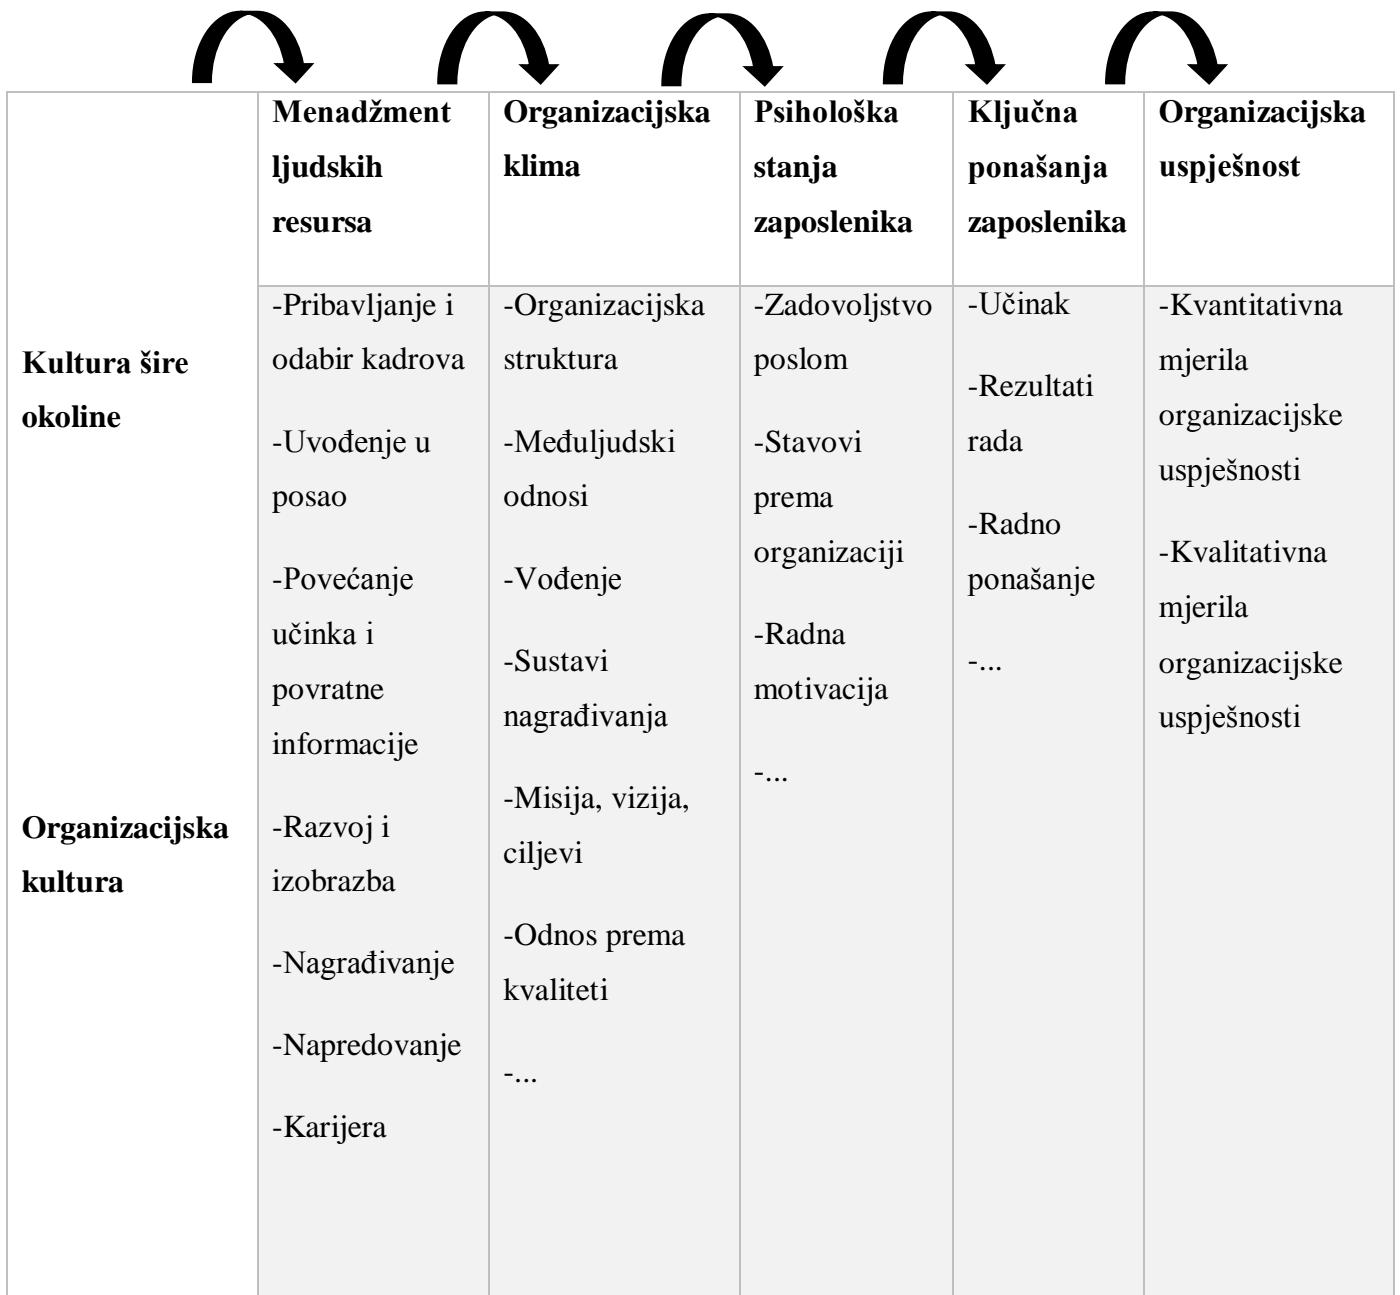 Menadžment
ljudskih
resursa
Organizacijska
klima
Psihološka
stanja
zaposlenika
Ključna
ponašanja
zaposlenika
Organizacijska
uspješnost
Kultura šire
okoline
Organizacijska
kultura
-Pribavljanje i
odabir kadrova
-Uvođenje u
posao
-Povećanje
učinka i
povratne
informacije
-Razvoj i
izobrazba
-Nagrađivanje
-Napredovanje
-Karijera
-Organizacijska
struktura
-Međuljudski
odnosi
-Vođenje
-Sustavi
nagrađivanja
-Misija, vizija,
ciljevi
-Odnos prema
kvaliteti
-...
-Zadovoljstvo
poslom
-Stavovi
prema
organizaciji
-Radna
motivacija
-...
-Učinak
-Rezultati
rada
-Radno
ponašanje
-...
-Kvantitativna
mjerila
organizacijske
uspješnosti
-Kvalitativna
mjerila
organizacijske
uspješnosti